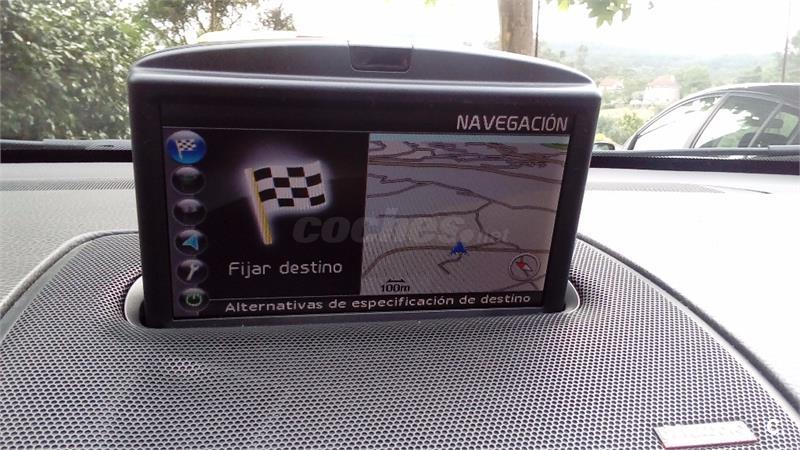 NAVEGACIÓN
coches.net
Fijar destino
100m
Alternativas de especificación de destino